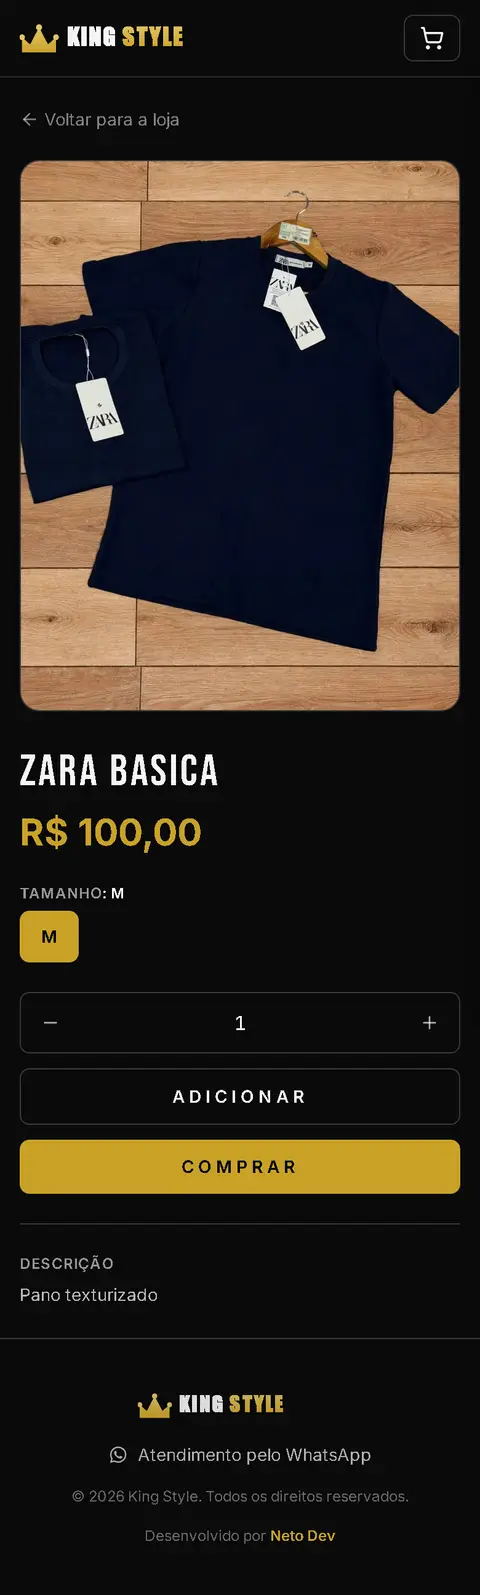 KING STYLE
Voltar para a loja
ZARA
ZARA
ZARA
ZARA BASICA
R$ 100,00
TAMANHO: M
M
1
ADICIONAR
COMPRAR
DESCRIÇÃO
Pano texturizado
KING STYLE
Atendimento pelo WhatsApp
© 2026 King Style. Todos os direitos reservados.
Desenvolvido por Neto Dev